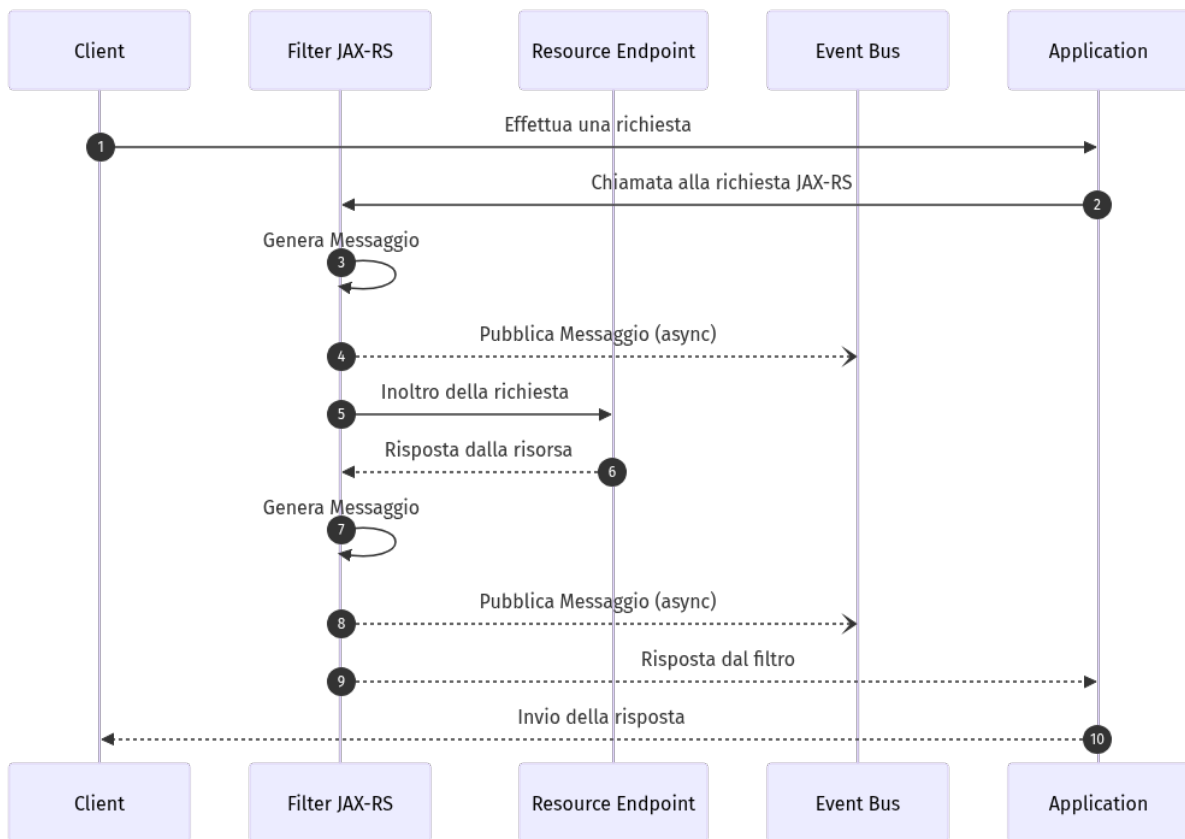 Client
Filter JAX-RS
Resource Endpoint
Event Bus
Application
Effettua una richiesta
1
Chiamata alla richiesta JAX-RS
2
Genera Messaggio
3
Pubblica Messaggio (async)
4
Inoltro della richiesta
5
Risposta dalla risorsa
6
Genera Messaggio
7
Pubblica Messaggio (async)
8
Risposta dal filtro
9
Invio della risposta
10
Client
Filter JAX-RS
Resource Endpoint
Event Bus
Application